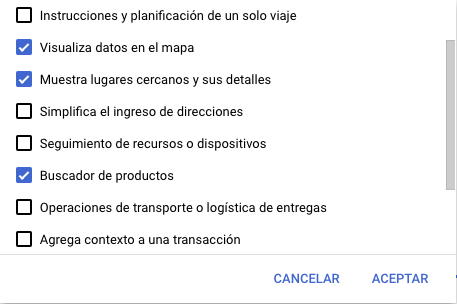 Instrucciones y planificación de un solo viaje
Visualiza datos en el mapa
Muestra lugares cercanos y sus detalles
Simplifica el ingreso de direcciones
Seguimiento de recursos o dispositivos
Buscador de productos
Operaciones de transporte o logística de entregas
Agrega contexto a una transacción
CANCELAR ACEPTAR